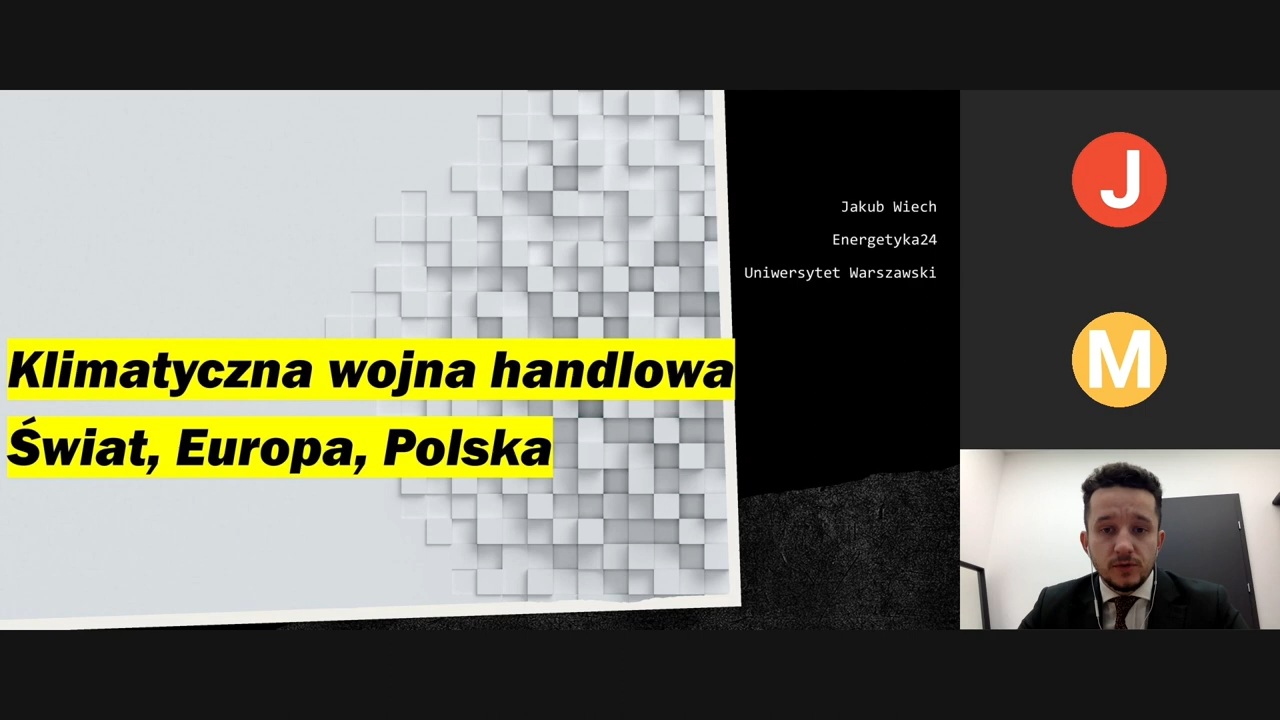 Klimatyczna wojna handlowa
Świat, Europa, Polska
Jakub Wiech
Energetyka24
Uniwersytet Warszawski
J
M